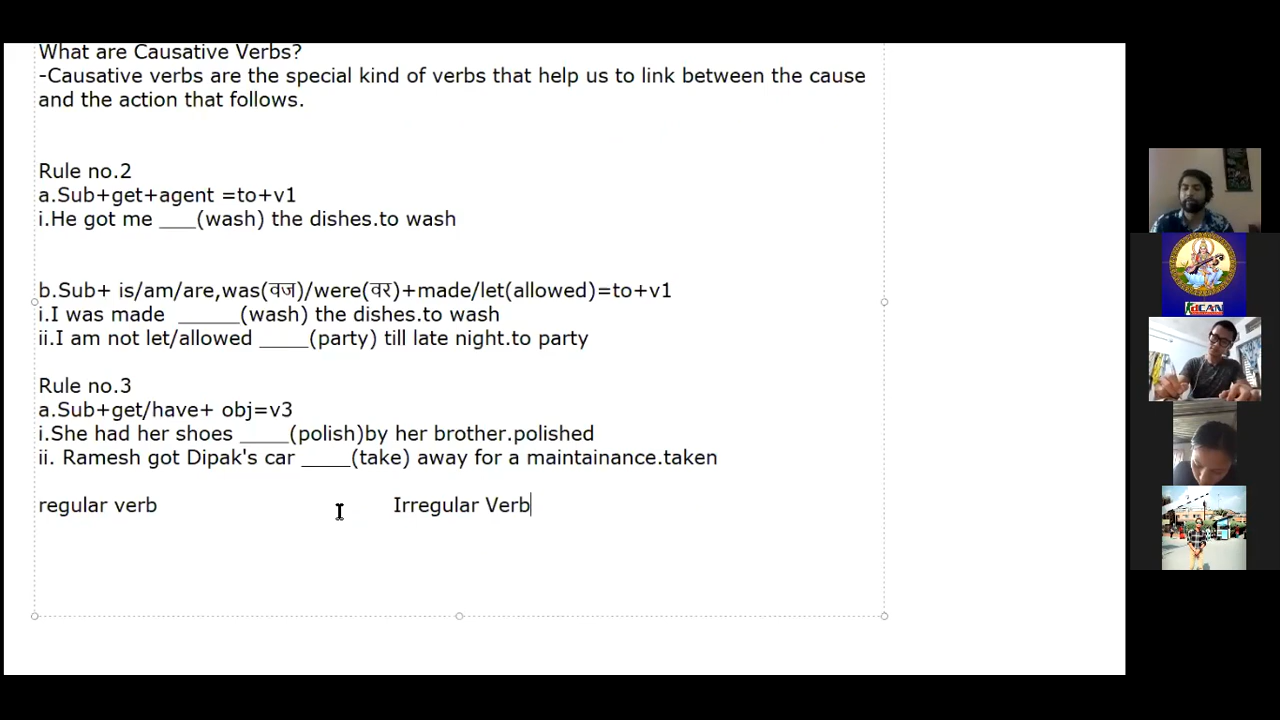 What are Causative Verbs?
-Causative verbs are the special kind of verbs that help us to link between the cause
and the action that follows.
Rule no.2
a.Sub+get+agent =to+v1
i.He got me ___(wash) the dishes.to wash
b.Sub+ is/am/are,was(वज)/were(वर)+made/let(allowed)=to+v1
i.I was made _____(wash) the dishes.to wash
ii.I am not let/allowed ____(party) till late night.to party
Rule no.3
a.Sub+get/have+ obj=v3
i.She had her shoes ____(polish)by her brother.polished
ii. Ramesh got Dipak's car ____(take) away for a maintainance.taken
regular verb Irregular Verb